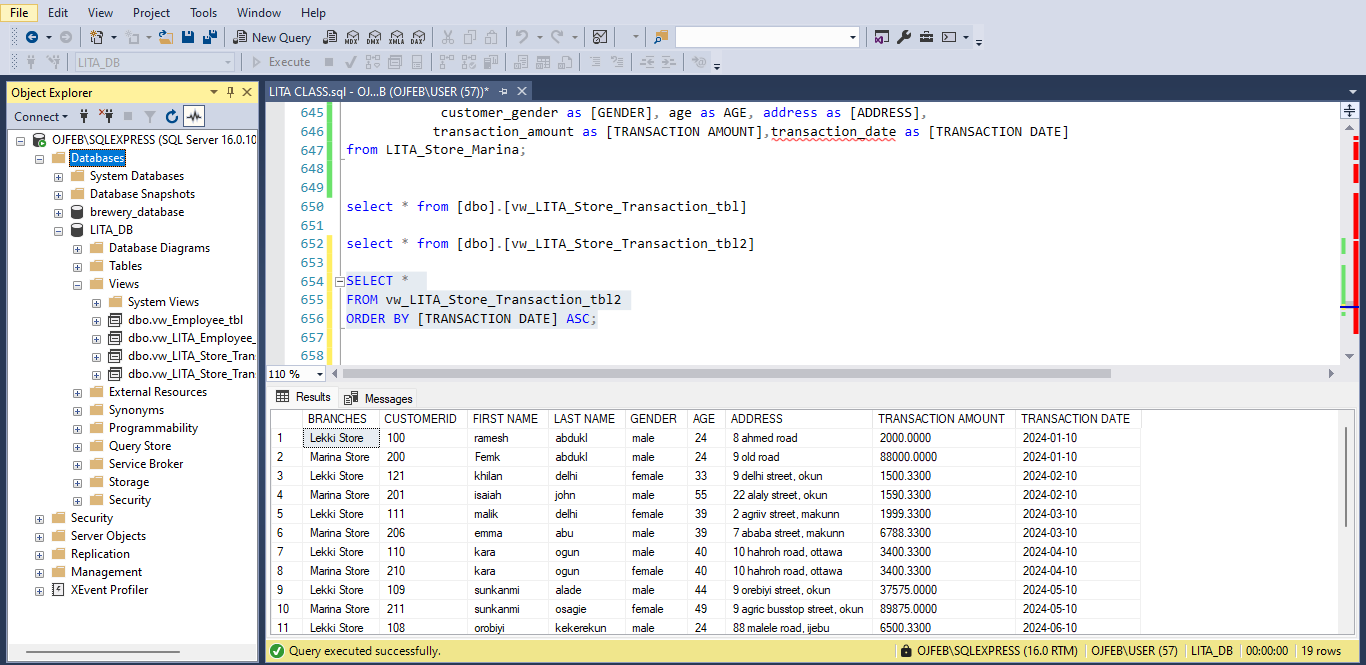 File Edit View Project Tools Window Help
New Query MDX DMX XMLA DAX
LITA_DB Execute
Object Explorer
Connect
OJFEB\SQLEXPRESS (SQL Server 16.0.10
Databases
System Databases
Database Snapshots
brewery_database
LITA_DB
Database Diagrams
Tables
Views
System Views
dbo.vw_Employee_tbl
dbo.vw_LITA_Employee_
dbo.vw_LITA_Store_Tran
dbo.vw_LITA_Store_Tran
External Resources
Synonyms
Programmability
Query Store
Service Broker
Storage
Security
Security
Server Objects
Replication
Management
XEvent Profiler
LITA CLASS.sql - OJ...B (OJFEB\USER (57))*
645 customer_gender as [GENDER], age as AGE, address as [ADDRESS],
646 transaction_amount as [TRANSACTION AMOUNT],transaction_date as [TRANSACTION DATE]
647 from LITA_Store_Marina;
648
649
650 select * from [dbo].[vw_LITA_Store_Transaction_tbl]
651
652 select * from [dbo].[vw_LITA_Store_Transaction_tbl2]
653
654 SELECT *
655 FROM vw_LITA_Store_Transaction_tbl2
656 ORDER BY [TRANSACTION DATE] ASC;
657
658
110 %
Results Messages
BRANCHES CUSTOMERID FIRST NAME LAST NAME GENDER AGE ADDRESS TRANSACTION AMOUNT TRANSACTION DATE
1 Lekki Store 100 ramesh abdukl male 24 8 ahmed road 2000.0000 2024-01-10
2 Marina Store 200 Femk abdukl male 24 9 old road 88000.0000 2024-01-10
3 Lekki Store 121 khilan delhi female 33 9 delhi street, okun 1500.3300 2024-02-10
4 Marina Store 201 isaiah john male 55 22 alaly street, okun 1590.3300 2024-02-10
5 Lekki Store 111 malik delhi female 39 2 agriiv street, makunn 1999.3300 2024-03-10
6 Marina Store 206 emma abu male 39 7 ababa street, makunn 6788.3300 2024-03-10
7 Lekki Store 110 kara ogun male 40 10 hahroh road, ottawa 3400.3300 2024-04-10
8 Marina Store 210 kara ogun female 40 10 hahroh road, ottawa 3400.3300 2024-04-10
9 Lekki Store 109 sunkanmi alade male 44 9 orebiyi street, okun 37575.0000 2024-05-10
10 Marina Store 211 sunkanmi osagie female 49 9 agric busstop street, okun 89875.0000 2024-05-10
11 Lekki Store 108 orobiyi kekerekun male 24 88 malele road, ijebu 6500.3300 2024-06-10
Query executed successfully. OJFEB\SQLEXPRESS (16.0 RTM) OJFEB\USER (57) LITA_DB 00:00:00 19 rows